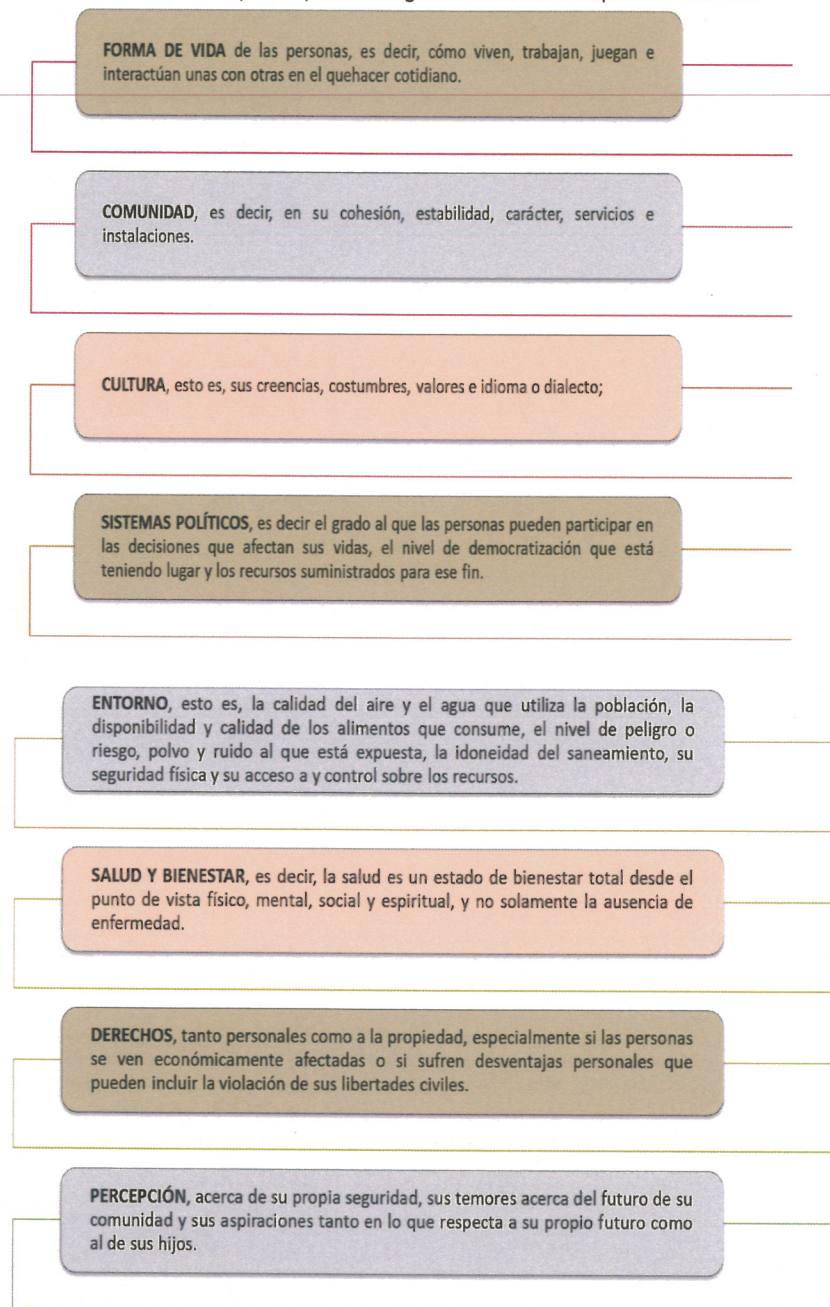 FORMA DE VIDA de las personas, es decir, cómo viven, trabajan, juegan e
interactúan unas con otras en el quehacer cotidiano.
COMUNIDAD, es decir, en su cohesión, estabilidad, carácter, servicios e
instalaciones.
CULTURA, esto es, sus creencias, costumbres, valores e idioma o dialecto;
SISTEMAS POLÍTICOS, es decir el grado al que las personas pueden participar en
las decisiones que afectan sus vidas, el nivel de democratización que está
teniendo lugar y los recursos suministrados para ese fin.
ENTORNO, esto es, la calidad del aire y el agua que utiliza la población, la
disponibilidad y calidad de los alimentos que consume, el nivel de peligro o
riesgo, polvo y ruido al que está expuesta, la idoneidad del saneamiento, su
seguridad física y su acceso a y control sobre los recursos.
SALUD Y BIENESTAR, es decir, la salud es un estado de bienestar total desde el
punto de vista físico, mental, social y espiritual, y no solamente la ausencia de
enfermedad.
DERECHOS, tanto personales como a la propiedad, especialmente si las personas
se ven económicamente afectadas o si sufren desventajas personales que
pueden incluir la violación de sus libertades civiles.
PERCEPCIÓN, acerca de su propia seguridad, sus temores acerca del futuro de su
comunidad y sus aspiraciones tanto en lo que respecta a su propio futuro como
al de sus hijos.